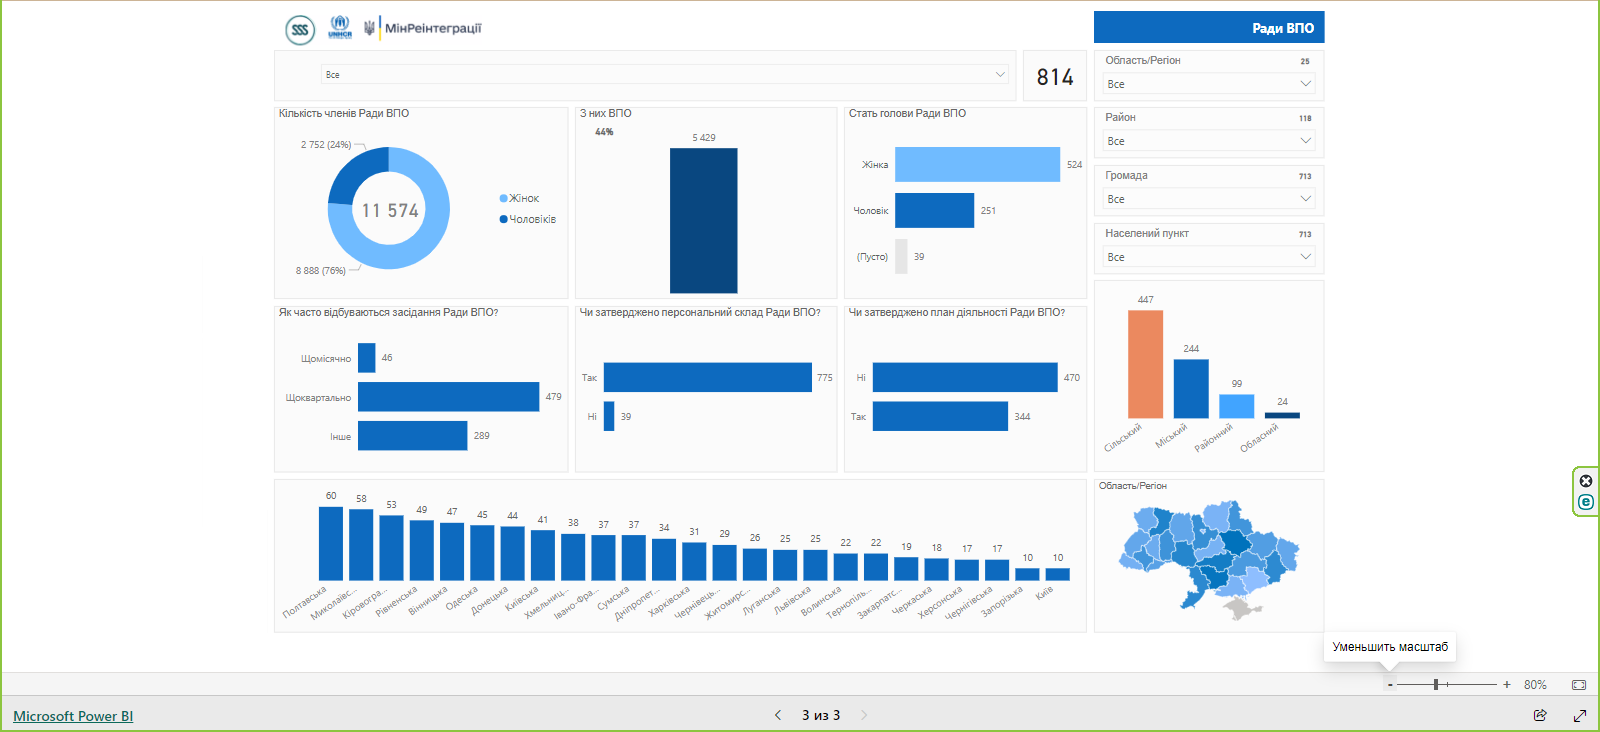 SSS
UNHCR
МінРеінтеграції
Ради ВПО
Все
814
Область/Регіон 25
Все
Район 118
Все
Громада 713
Все
Населений пункт 713
Все
Кількість членів Ради ВПО
2 752 (24%)
11 574
8 888 (76%)
Жінок
Чоловіків
З них ВПО
44%
5 429
Стать голови Ради ВПО
Жінка 524
Чоловік 251
(Пусто) 39
Як часто відбуваються засідання Ради ВПО?
Щомісячно 46
Щоквартально 479
Інше 289
Чи затверджено персональний склад Ради ВПО?
Так 775
Ні 39
Чи затверджено план діяльності Ради ВПО?
Ні 470
Так 344
447 244 99 24
Сільський Міський Районний Обласний
60 58 53 49 47 45 44 41 38 37 37 34 31 29 26 25 25 22 22 19 18 17 17 10 10
Полтавська Миколаївс... Кіровогра... Рівненська Вінницька Одеська Донецька Київська Хмельниц... Івано-Фра... Сумська Дніпропет... Харківська Чернівець... Житомирс... Луганська Львівська Волинська Тернопіль... Закарпатс... Черкаська Херсонська Чернігівська Запорізька Київ
Область/Регіон
Уменьшить масштаб
- + 80%
Microsoft Power BI
3 из 3